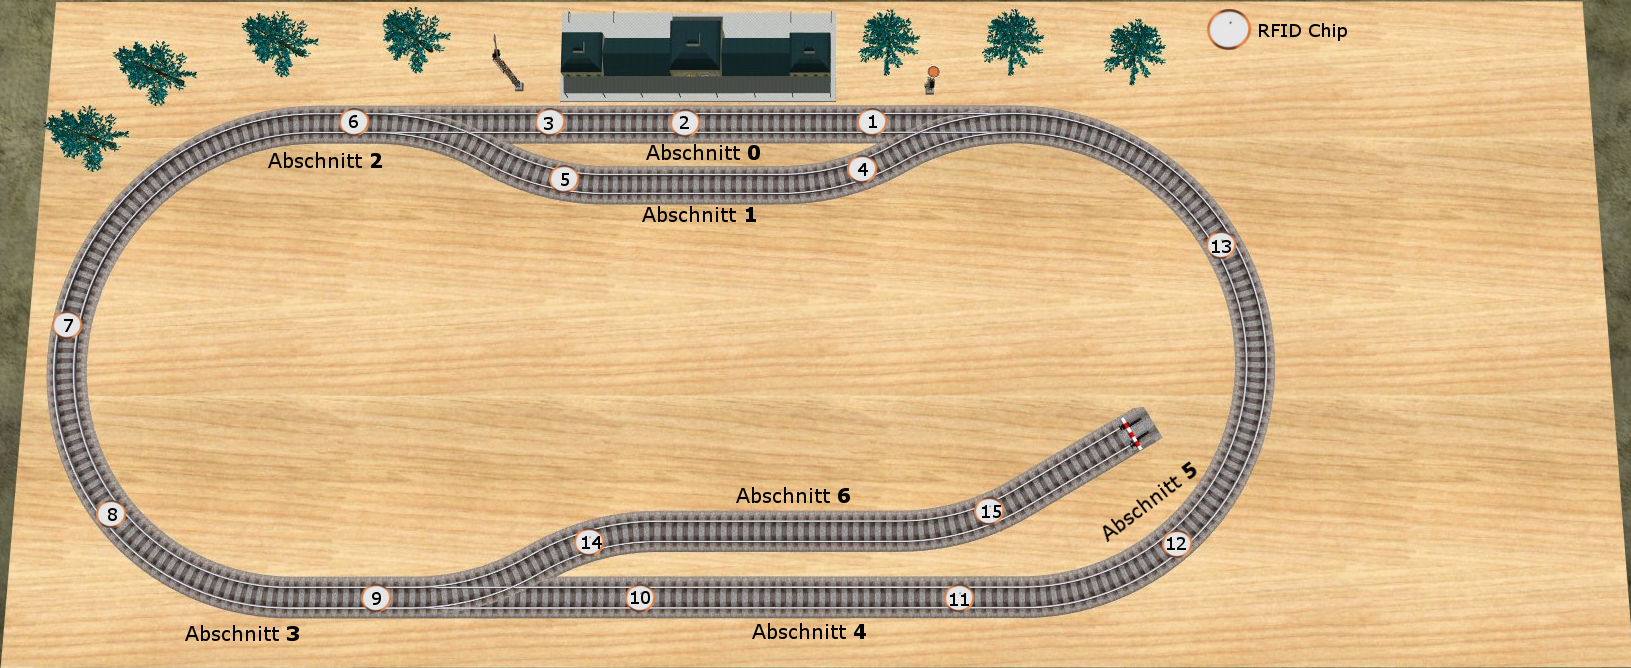 RFID Chip
6
3
2
1
Abschnitt 2
Abschnitt 0
5
4
Abschnitt 1
13
7
Abschnitt 5
Abschnitt 6
8
15
14
12
9
10
11
Abschnitt 3
Abschnitt 4